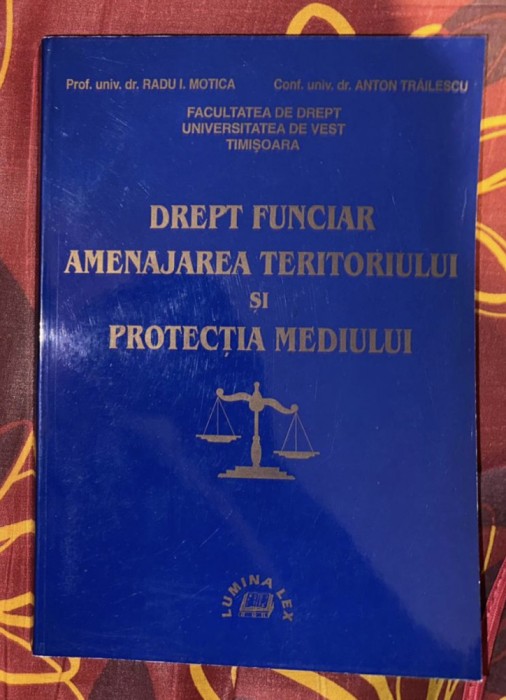 Prof. univ. dr. RADU I. MOTICA Conf. univ. dr. ANTON TRĂILESCU
FACULTATEA DE DREPT
UNIVERSITATEA DE VEST
TIMIȘOARA
DREPT FUNCIAR
AMENAJAREA TERITORIULUI
ȘI
PROTECȚIA MEDIULUI
LUMINA LEX